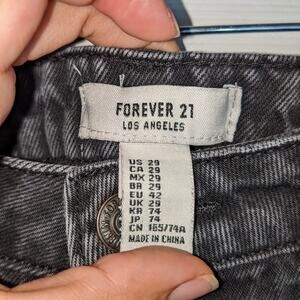 FOREVER 21
LOS ANGELES
US 29
CA 29
MX 29
BR 29
EU 42
UK 29
KR 74
JP 74
CN 165/74A
MADE IN CHINA